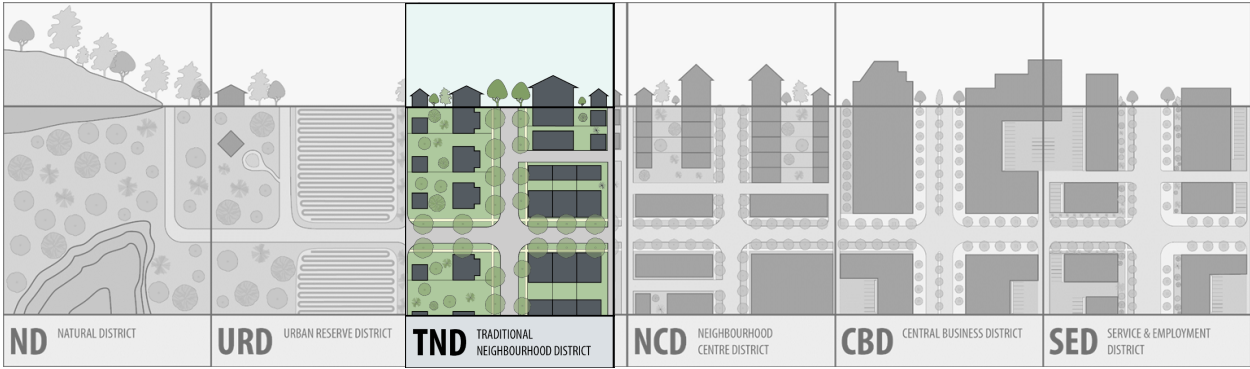 ND NATURAL DISTRICT
URD URBAN RESERVE DISTRICT
TND TRADITIONAL
NEIGHBOURHOOD DISTRICT
NCD NEIGHBOURHOOD
CENTRE DISTRICT
CBD CENTRAL BUSINESS DISTRICT
SED SERVICE & EMPLOYMENT
DISTRICT